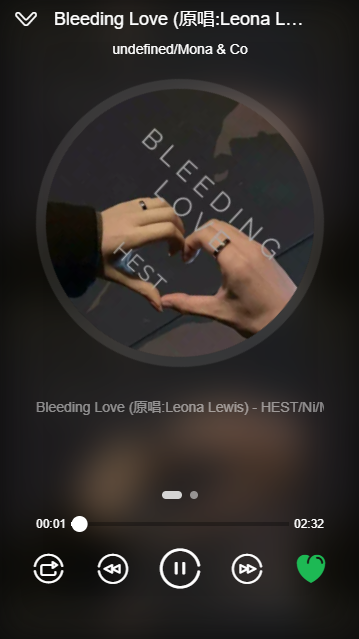 Bleeding Love (原唱:Leona L...
undefined/Mona & Co
BLEEDING
LOVE
HEST
Bleeding Love (原唱:Leona Lewis) - HEST/Ni/
00:01
02:32